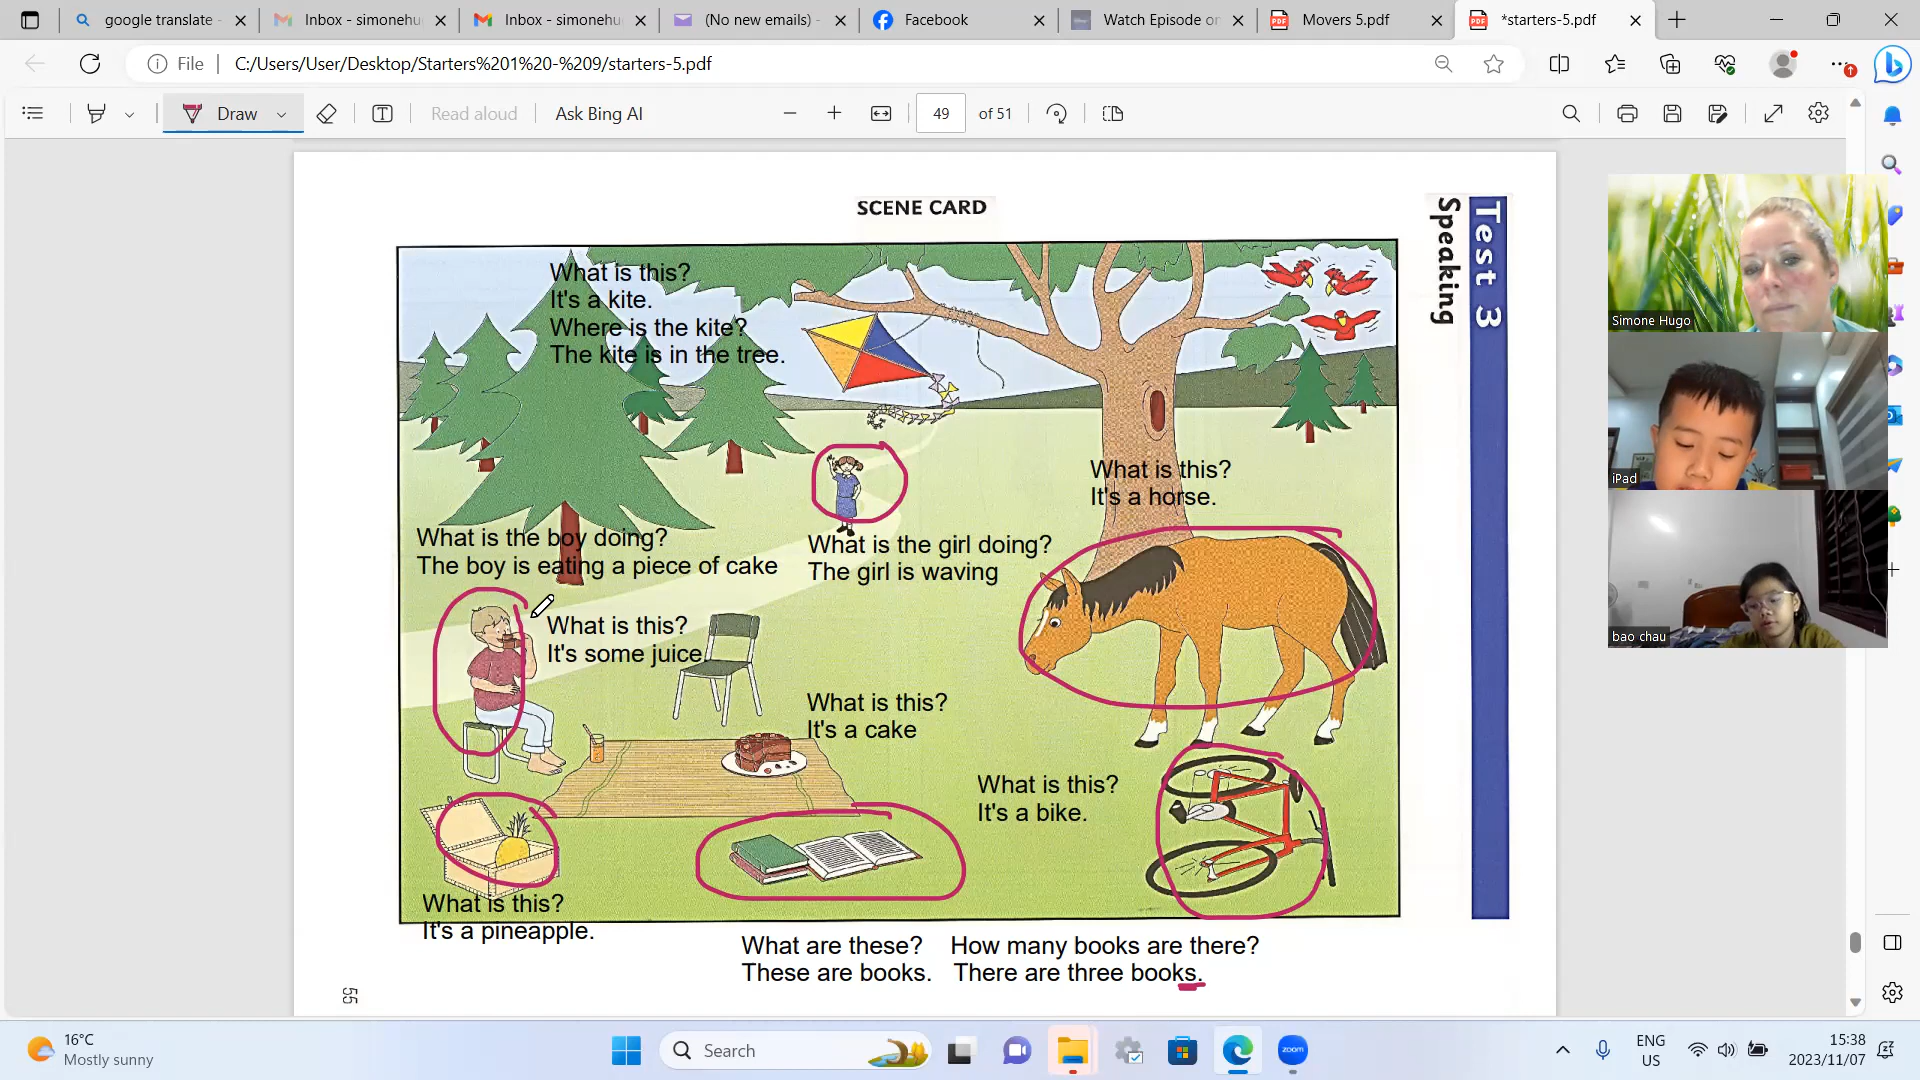 google translate -
Inbox - simonehu
Inbox - simonehu
(No new emails) -
Facebook
Watch Episode on
Movers 5.pdf
*starters-5.pdf
File
C:/Users/User/Desktop/Starters%201%20-%209/starters-5.pdf
Draw
Read aloud
Ask Bing AI
49
of 51
SCENE CARD
Test 3
Speaking
What is this?
It's a kite.
Where is the kite?
The kite is in the tree.
What is this?
It's a horse.
What is the boy doing?
The boy is eating a piece of cake
What is the girl doing?
The girl is waving
What is this?
It's some juice.
What is this?
It's a cake
What is this?
It's a bike.
What is this?
It's a pineapple.
What are these?
These are books.
How many books are there?
There are three books.
55
Simone Hugo
iPad
bao chau
16°C
Mostly sunny
Search
zoom
ENG
US
15:38
2023/11/07